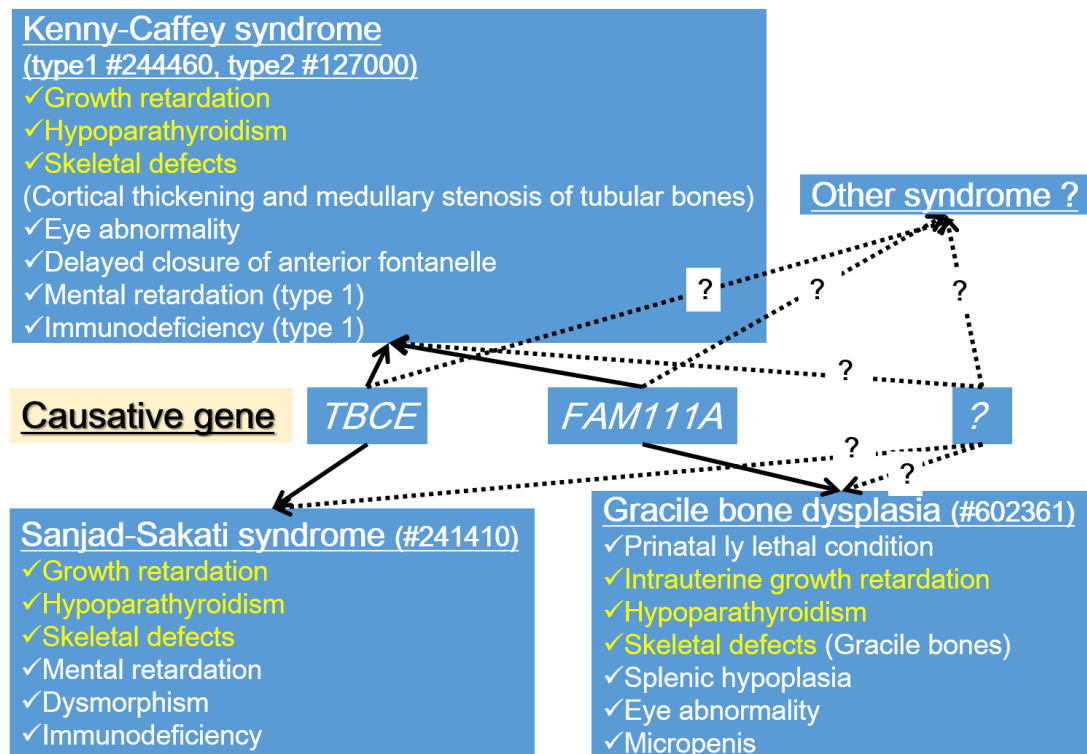 Kenny-Caffey syndrome
(type1 #244460, type2 #127000)
✓Growth retardation
✓Hypoparathyroidism
✓Skeletal defects
(Cortical thickening and medullary stenosis of tubular bones)
✓Eye abnormality
✓Delayed closure of anterior fontanelle
✓Mental retardation (type 1)
✓Immunodeficiency (type 1)
Other syndrome ?
?
?
?
?
Causative gene
TBCE
FAM111A
?
?
?
Sanjad-Sakati syndrome (#241410)
✓Growth retardation
✓Hypoparathyroidism
✓Skeletal defects
✓Mental retardation
✓Dysmorphism
✓Immunodeficiency
Gracile bone dysplasia (#602361)
✓Prinatal ly lethal condition
✓Intrauterine growth retardation
✓Hypoparathyroidism
✓Skeletal defects (Gracile bones)
✓Splenic hypoplasia
✓Eye abnormality
✓Micropenis